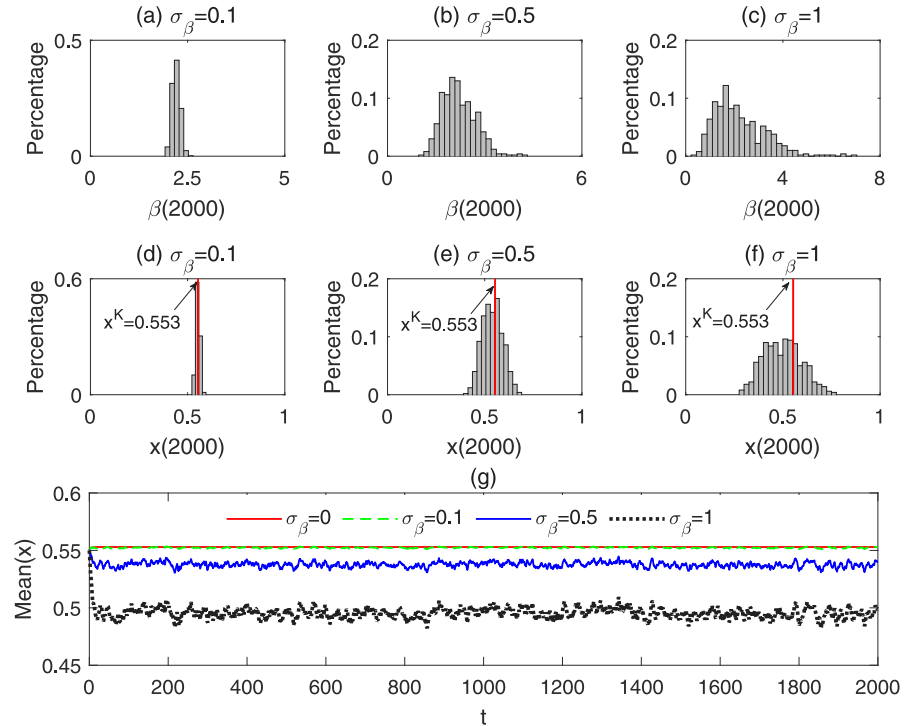 (a) σ_β=0.1
(b) σ_β=0.5
(c) σ_β=1
Percentage
0.5
0
0
2.5
5
β(2000)
Percentage
0.2
0.1
0
0
6
β(2000)
Percentage
0.2
0.1
0
0
4
8
β(2000)
(d) σ_β=0.1
(e) σ_β=0.5
(f) σ_β=1
Percentage
0.6
0
x^K=0.553
0
0.5
1
x(2000)
Percentage
0.2
0.1
0
x^K=0.553
0
0.5
1
x(2000)
Percentage
0.2
0.1
0
x^K=0.553
0
0.5
1
x(2000)
(g)
Mean(x)
0.6
0.55
0.5
0.45
σ_β=0
σ_β=0.1
σ_β=0.5
σ_β=1
0 200 400 600 800 1000 1200 1400 1600 1800 2000
t